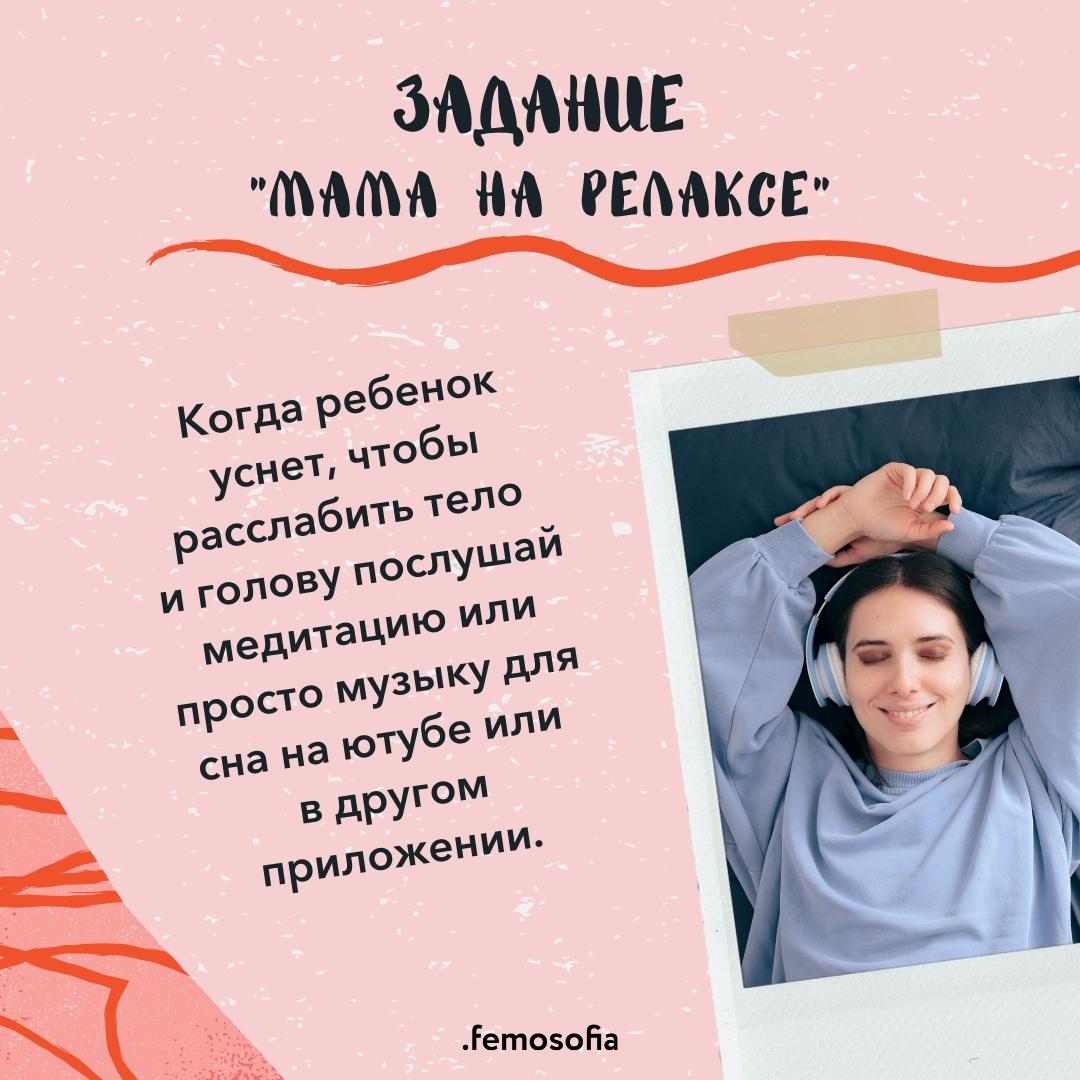 ЗАДАНИЕ
"МАМА НА РЕЛАКСЕ"
Когда ребенок
уснет, чтобы
расслабить тело
и голову послушай
медитацию или
просто музыку для
сна на ютубе или
в другом
приложении.
.femosofia